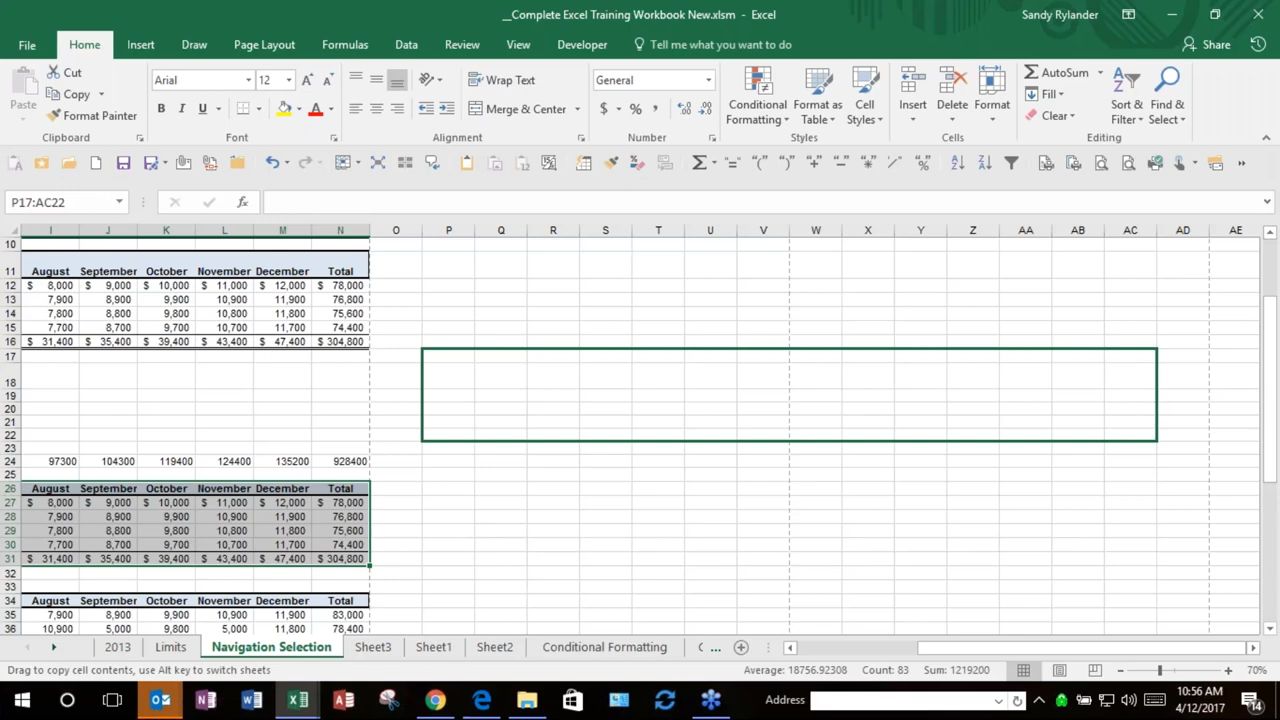 __Complete Excel Training Workbook New.xlsm - Excel
Sandy Rylander
File Home Insert Draw Page Layout Formulas Data Review View Developer Tell me what you want to do Share
Paste
Cut
Copy
Format Painter
Clipboard
Arial 12
B I U
Font
Wrap Text
Merge & Center
Alignment
General
$ % ,
Number
Conditional Formatting
Format as Table
Cell Styles
Styles
Insert Delete Format
Cells
AutoSum
Fill
Clear
Sort & Filter
Find & Select
Editing
P17:AC22
I J K L M N O P Q R S T U V W X Y Z AA AB AC AD AE
10
11 August September October November December Total
12 $ 8,000 $ 9,000 $ 10,000 $ 11,000 $ 12,000 $ 78,000
13 7,900 8,900 9,900 10,900 11,900 76,800
14 7,800 8,800 9,800 10,800 11,800 75,600
15 7,700 8,700 9,700 10,700 11,700 74,400
16 $ 31,400 $ 35,400 $ 39,400 $ 43,400 $ 47,400 $ 304,800
17
18
19
20
21
22
23
24 97300 104300 119400 124400 135200 928400
25
26 August September October November December Total
27 $ 8,000 $ 9,000 $ 10,000 $ 11,000 $ 12,000 $ 78,000
28 7,900 8,900 9,900 10,900 11,900 76,800
29 7,800 8,800 9,800 10,800 11,800 75,600
30 7,700 8,700 9,700 10,700 11,700 74,400
31 $ 31,400 $ 35,400 $ 39,400 $ 43,400 $ 47,400 $ 304,800
32
33
34 August September October November December Total
35 7,900 8,900 9,900 10,900 11,900 83,000
36 10,900 5,000 9,800 5,000 11,800 78,400
2013 Limits Navigation Selection Sheet3 Sheet1 Sheet2 Conditional Formatting ...
Drag to copy cell contents, use Alt key to switch sheets
Average: 18756.92308 Count: 83 Sum: 1219200 70%
Address
10:56 AM
4/12/2017
14